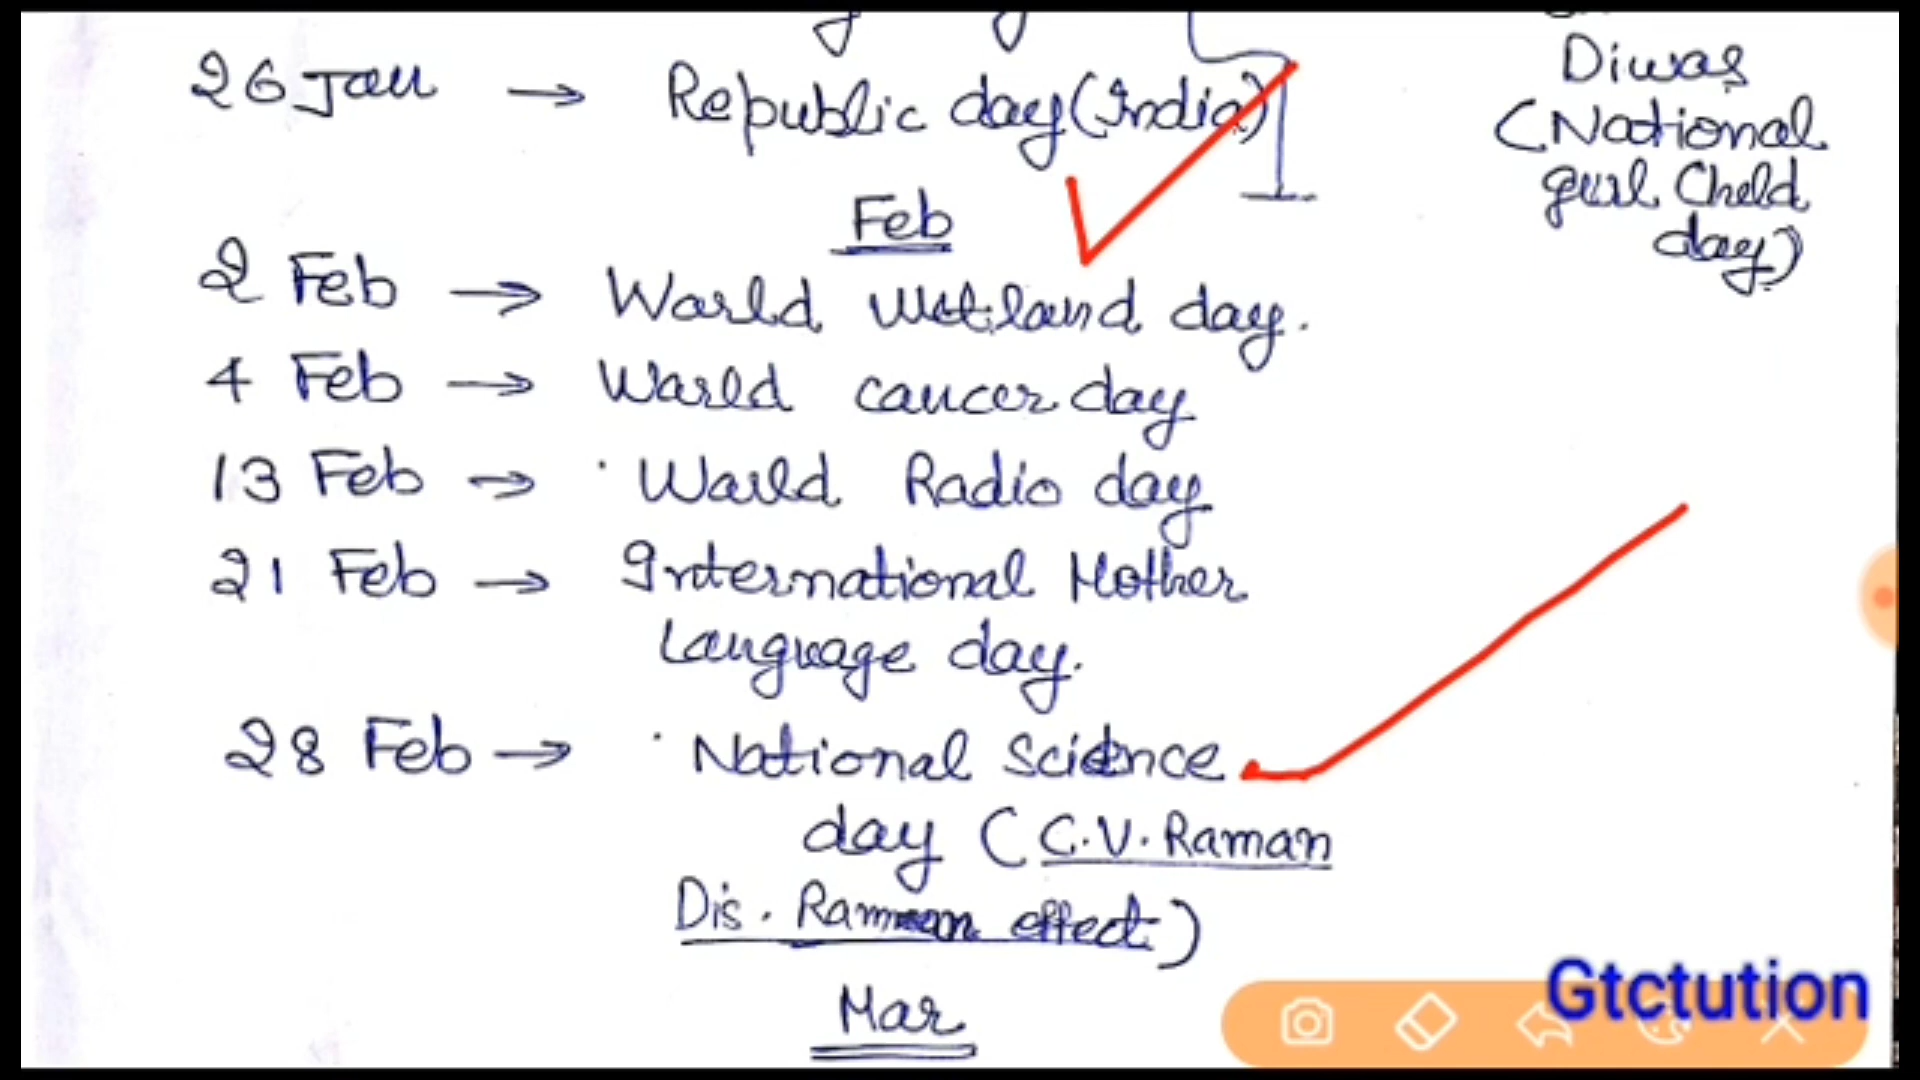 26 Jan → Republic day (India)
Diwas
(National
girl Child
day)
Feb
2 Feb → World Wetland day.
4 Feb → World cancer day
13 Feb → World Radio day
21 Feb → International Mother
Language day.
28 Feb → National Science
day (C.V. Raman
Dis. Raman effect)
Mar
Gtctution